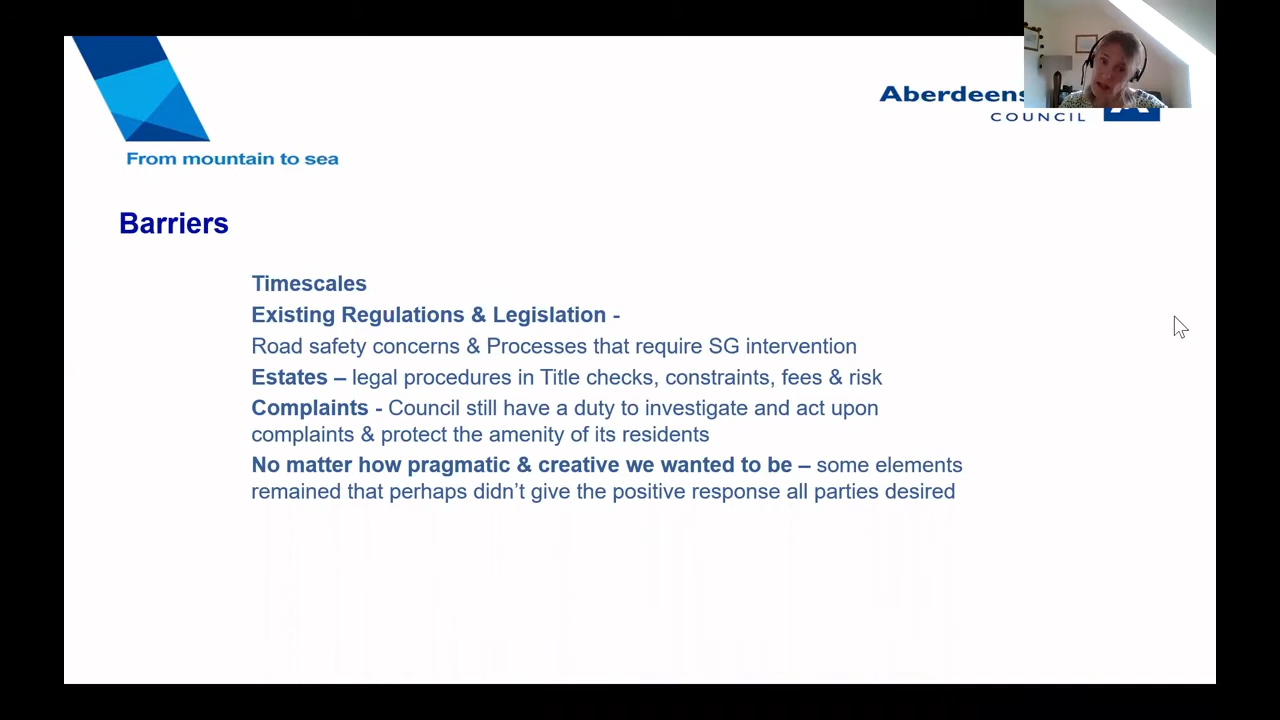 Aberdeens
COUNCIL
From mountain to sea
Barriers
Timescales
Existing Regulations & Legislation -
Road safety concerns & Processes that require SG intervention
Estates – legal procedures in Title checks, constraints, fees & risk
Complaints - Council still have a duty to investigate and act upon
complaints & protect the amenity of its residents
No matter how pragmatic & creative we wanted to be – some elements
remained that perhaps didn’t give the positive response all parties desired